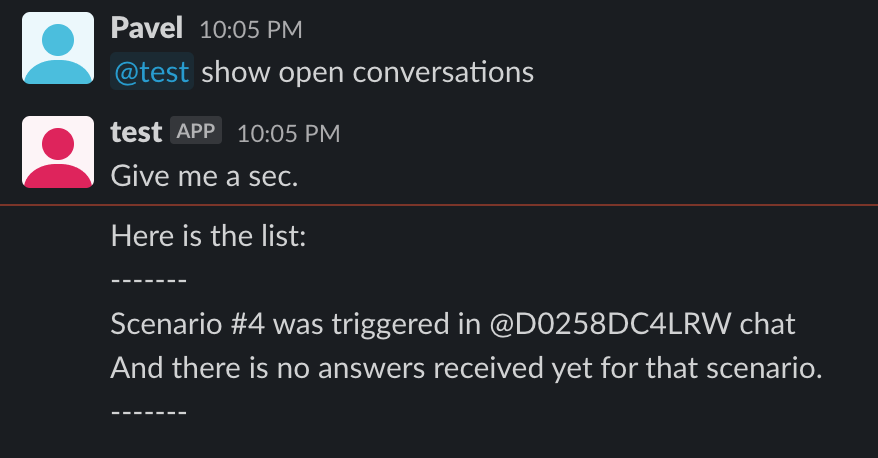 Pavel 10:05 PM
@test show open conversations
test APP 10:05 PM
Give me a sec.
Here is the list:
-------
Scenario #4 was triggered in @D0258DC4LRW chat
And there is no answers received yet for that scenario.
-------